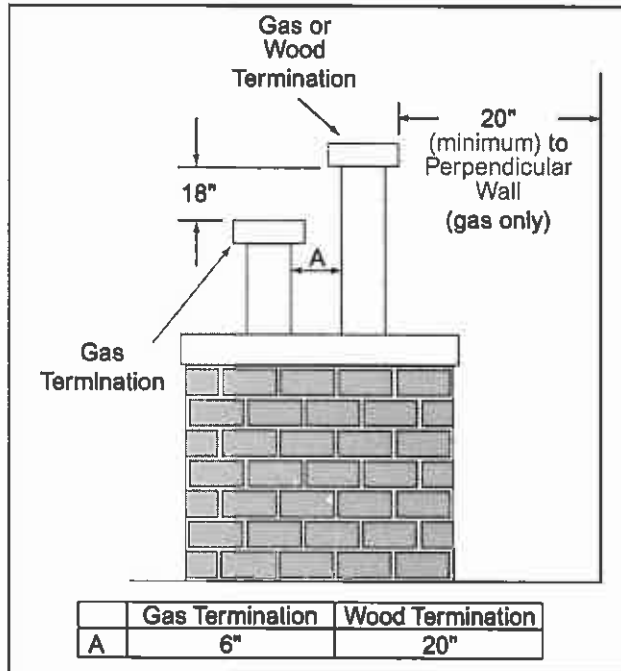 Gas or
Wood
Termination
20"
(minimum) to
Perpendicular
Wall
(gas only)
18"
A
Gas
Termination
Gas Termination Wood Termination
A 6" 20"